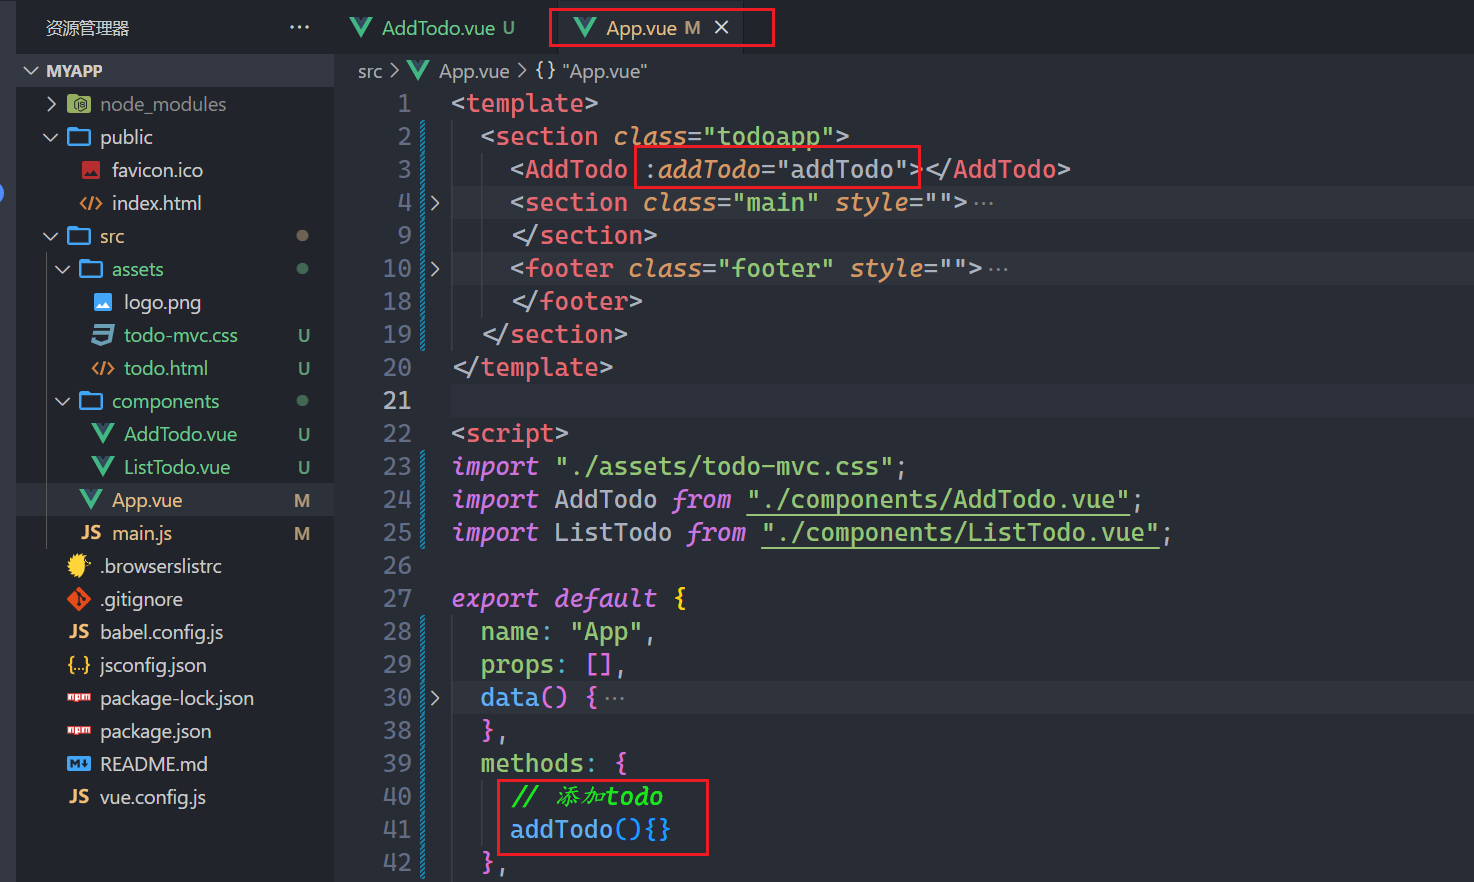 资源管理器 ···
AddTodo.vue U
App.vue M
MYAPP
src > App.vue > {} "App.vue"
node_modules
public
favicon.ico
index.html
src
assets
logo.png
todo-mvc.css U
todo.html U
components
AddTodo.vue U
ListTodo.vue U
App.vue M
JS main.js M
.browserslistrc
.gitignore
JS babel.config.js
{..} jsconfig.json
npm package-lock.json
npm package.json
README.md
JS vue.config.js
1 <template>
2 <section class="todoapp">
3 <AddTodo :addTodo="addTodo"></AddTodo>
4 <section class="main" style="">···
9 </section>
10 <footer class="footer" style="">···
18 </footer>
19 </section>
20 </template>
21
22 <script>
23 import "./assets/todo-mvc.css";
24 import AddTodo from "./components/AddTodo.vue";
25 import ListTodo from "./components/ListTodo.vue";
26
27 export default {
28 name: "App",
29 props: [],
30 data() {···
38 },
39 methods: {
40 // 添加todo
41 addTodo(){}
42 },